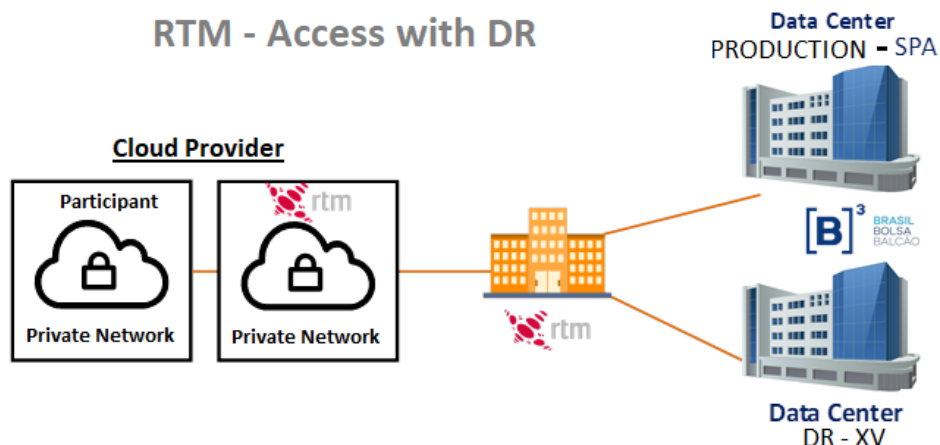 RTM - Access with DR
Data Center
PRODUCTION - SPA
Cloud Provider
Participant
Private Network
rtm
Private Network
rtm
[B]³
BRASIL
BOLSA
BALCÃO
Data Center
DR - XV